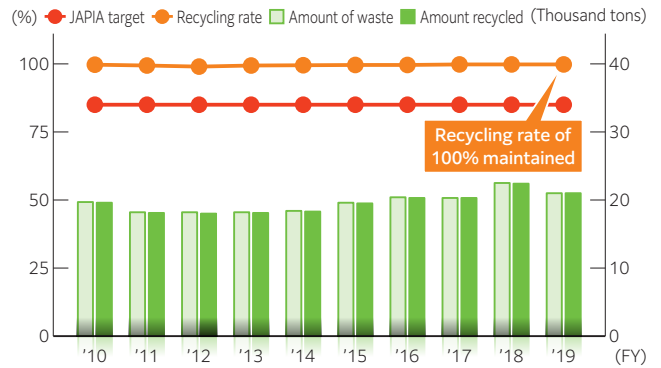 (%) JAPIA target Recycling rate Amount of waste Amount recycled (Thousand tons)
100 40
75 30
Recycling rate of
100% maintained
50 20
25 10
0 0
'10 '11 '12 '13 '14 '15 '16 '17 '18 '19 (FY)